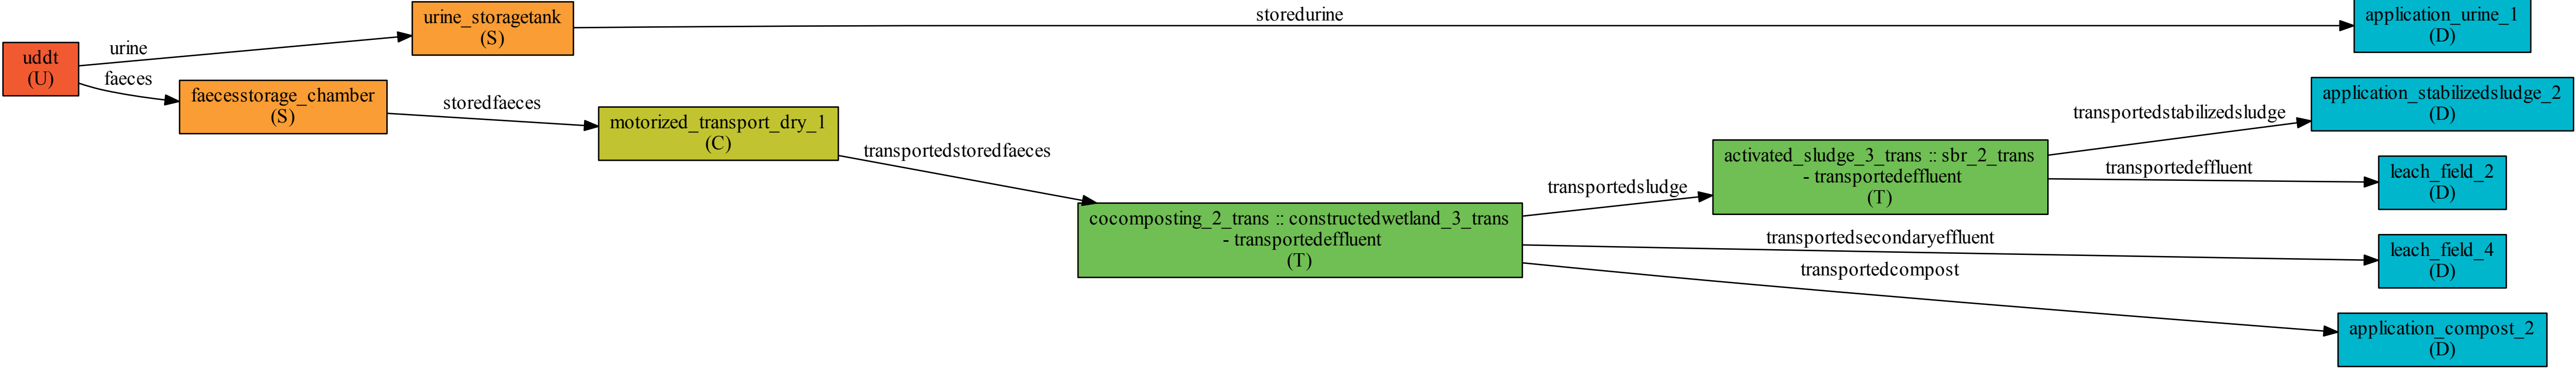 uddt
(U)
urine
faeces
urine_storagetank
(S)
faecesstorage_chamber
(S)
storedurine
storedfaeces
motorized_transport_dry_1
(C)
transportedstoredfaeces
cocomposting_2_trans :: constructedwetland_3_trans
- transportedeffluent
(T)
transportedsludge
transportedsecondaryeffluent
transportedcompost
activated_sludge_3_trans :: sbr_2_trans
- transportedeffluent
(T)
transportedstabilizedsludge
transportedeffluent
application_urine_1
(D)
application_stabilizedsludge_2
(D)
leach_field_2
(D)
leach_field_4
(D)
application_compost_2
(D)